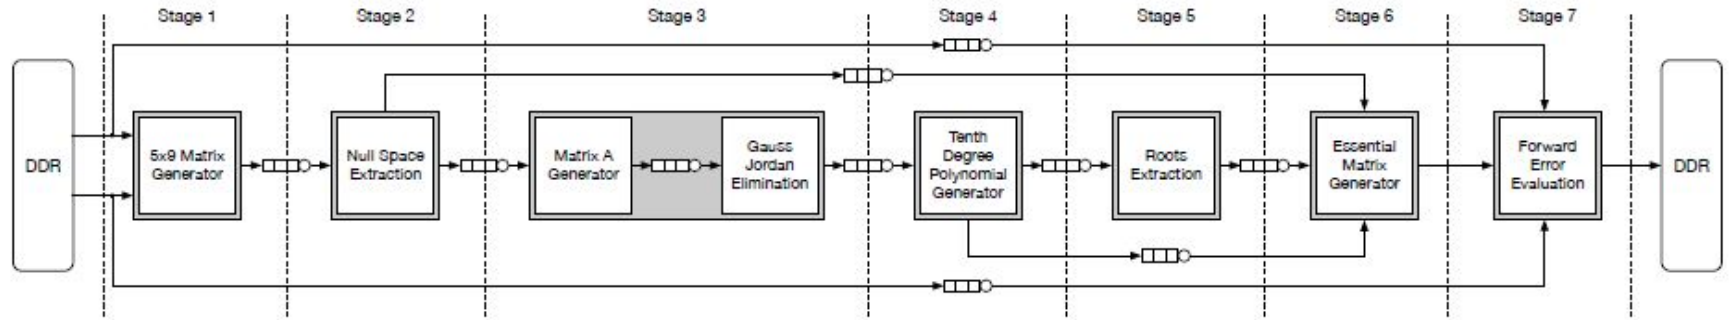 Stage 1
Stage 2
Stage 3
Stage 4
Stage 5
Stage 6
Stage 7
DDR
5x9 Matrix
Generator
Null Space
Extraction
Matrix A
Generator
Gauss
Jordan
Elimination
Tenth
Degree
Polynomial
Generator
Roots
Extraction
Essential
Matrix
Generator
Forward
Error
Evaluation
DDR